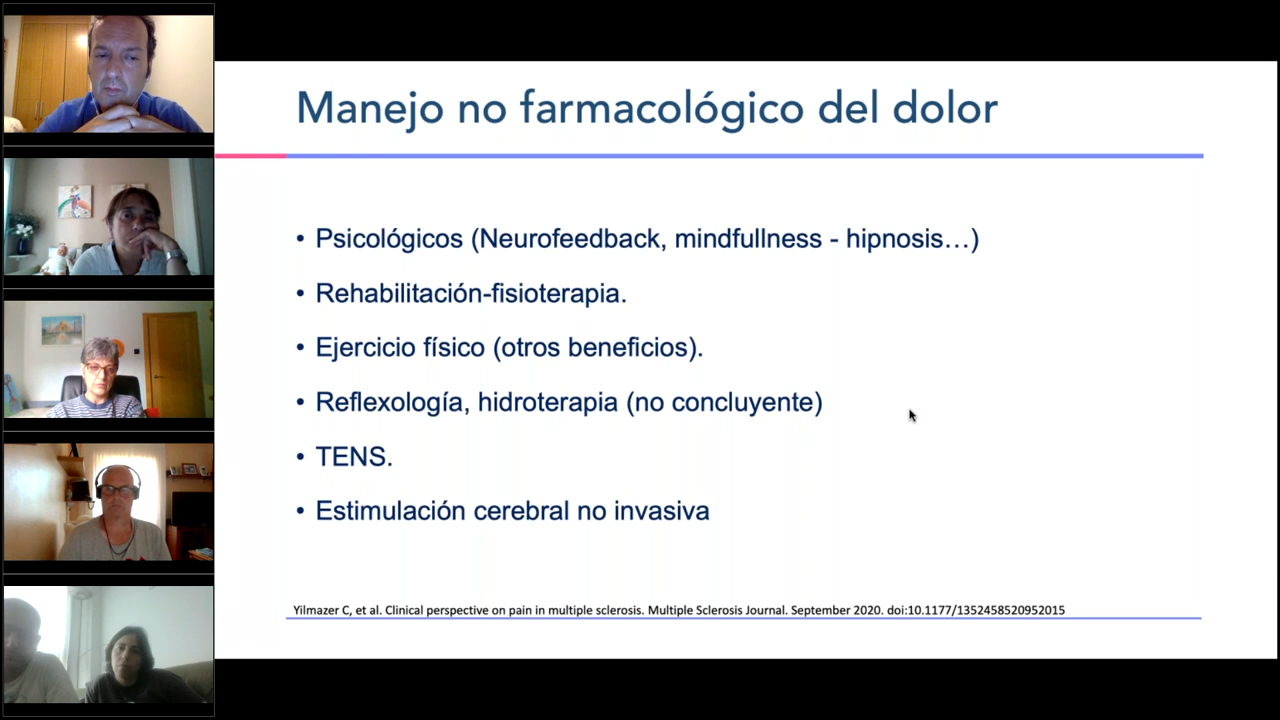 Manejo no farmacológico del dolor
• Psicológicos (Neurofeedback, mindfullness - hipnosis…)
• Rehabilitación-fisioterapia.
• Ejercicio físico (otros beneficios).
• Reflexología, hidroterapia (no concluyente)
• TENS.
• Estimulación cerebral no invasiva
Yilmazer C, et al. Clinical perspective on pain in multiple sclerosis. Multiple Sclerosis Journal. September 2020. doi:10.1177/1352458520952015